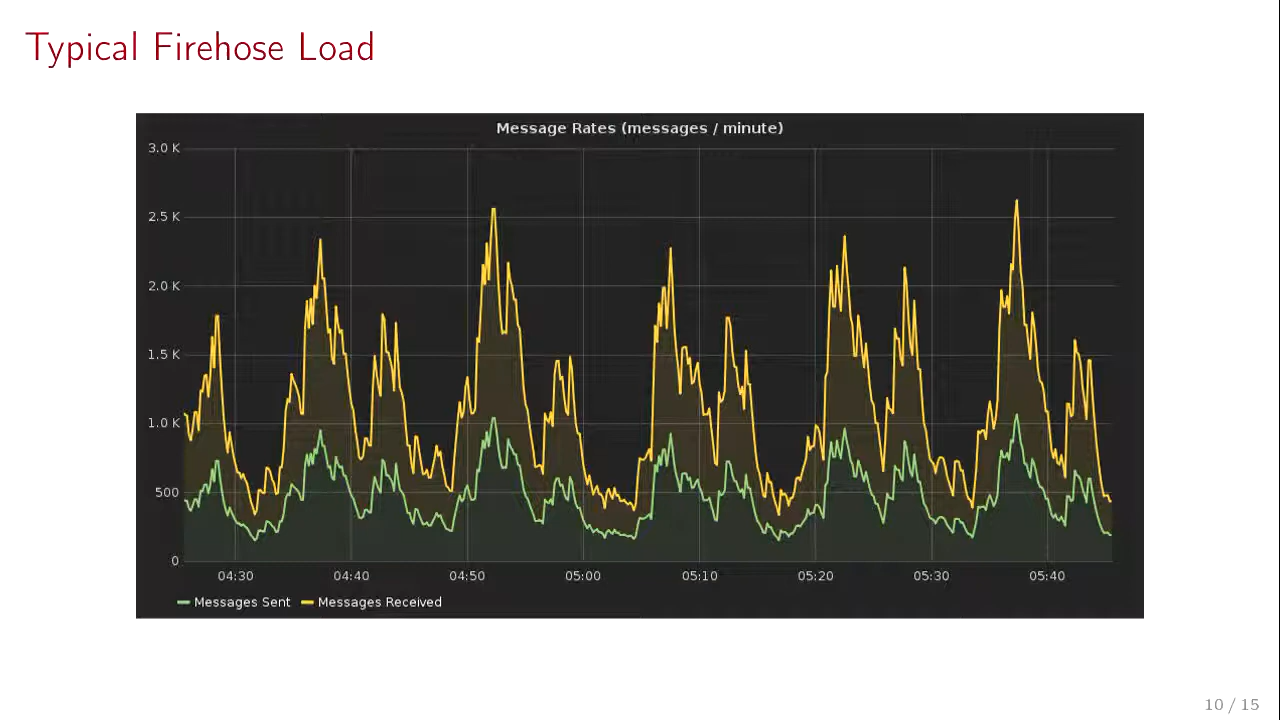 Typical Firehose Load
Message Rates (messages / minute)
3.0 K
2.5 K
2.0 K
1.5 K
1.0 K
500
0
04:30 04:40 04:50 05:00 05:10 05:20 05:30 05:40
Messages Sent Messages Received
10 / 15